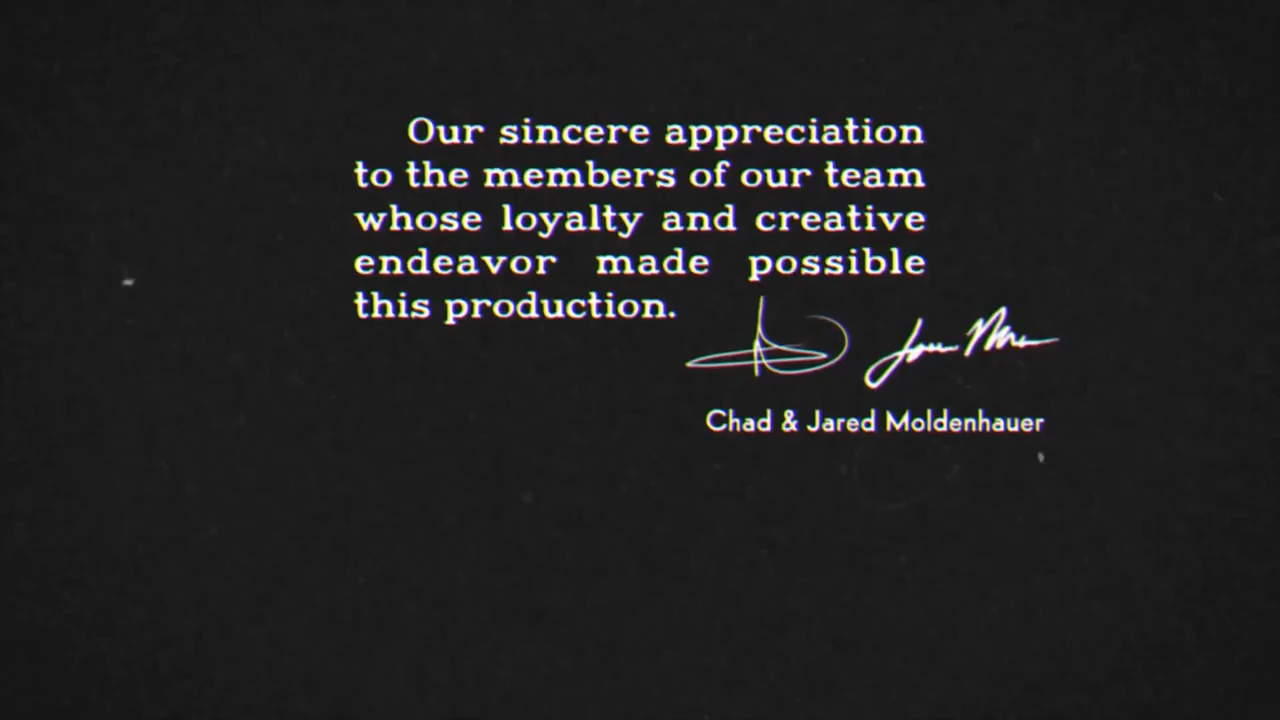 Our sincere appreciation
to the members of our team
whose loyalty and creative
endeavor made possible
this production.
Chad & Jared Moldenhauer